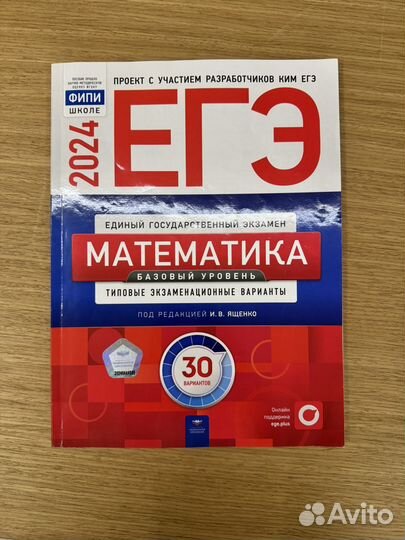 ПРОЕКТ С УЧАСТИЕМ РАЗРАБОТЧИКОВ КИМ ЕГЭ
ФИПИ
ШКОЛЕ
2024
ЕГЭ
ЕДИНЫЙ ГОСУДАРСТВЕННЫЙ ЭКЗАМЕН
МАТЕМАТИКА
БАЗОВЫЙ УРОВЕНЬ
ТИПОВЫЕ ЭКЗАМЕНАЦИОННЫЕ ВАРИАНТЫ
ПОД РЕДАКЦИЕЙ И.В. ЯЩЕНКО
30
ВАРИАНТОВ
Онлайн
поддержка
ege.plus
Avito